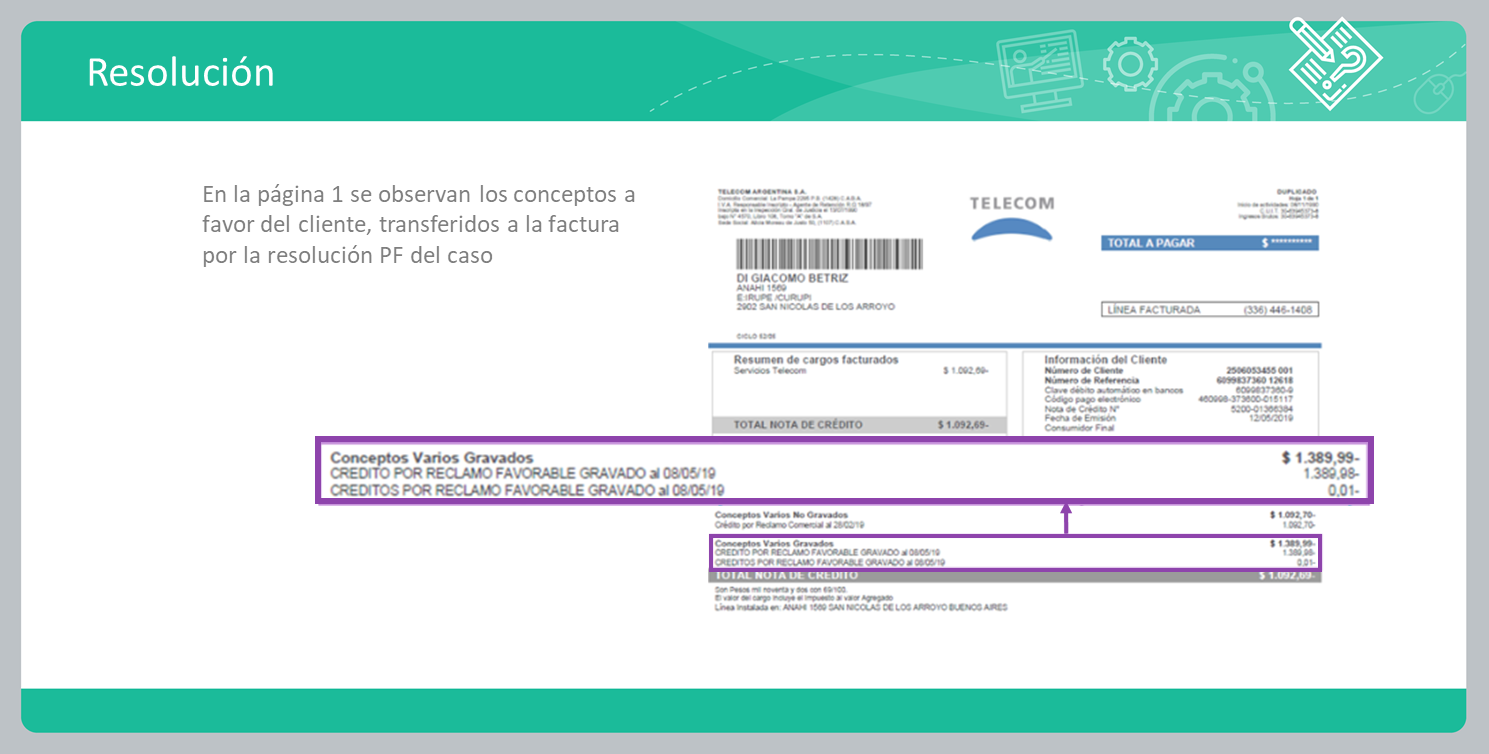 Resolución
En la página 1 se observan los conceptos a
favor del cliente, transferidos a la factura
por la resolución PF del caso
TELECOM ARGENTINA S.A.
TELECOM
DUPLICADO
Hoja 1 de 1
TOTAL A PAGAR $ **********
DI GIACOMO BETRIZ
ANAHI 1569
E:IRUPE /CURUPI
2902 SAN NICOLAS DE LOS ARROYO
LÍNEA FACTURADA (336) 446-1408
Resumen de cargos facturados
Servicios Telecom $ 1.092,69-
TOTAL NOTA DE CRÉDITO $ 1.092,69-
Información del Cliente
Número de Cliente 2506053455 001
Número de Referencia 6099837360 12618
Clave débito automático en bancos 6099837360-9
Código pago electrónico 460998-373600-015117
Nota de Crédito N° 5200-01366384
Fecha de Emisión 12/05/2019
Consumidor Final
Conceptos Varios Gravados $ 1.389,99-
CREDITO POR RECLAMO FAVORABLE GRAVADO al 08/05/19 1.389,98-
CREDITOS POR RECLAMO FAVORABLE GRAVADO al 08/05/19 0,01-
Conceptos Varios No Gravados $ 1.092,70-
Crédito por Reclamo Comercial al 28/02/19 1.092,70-
Conceptos Varios Gravados $ 1.389,99-
CREDITO POR RECLAMO FAVORABLE GRAVADO al 08/05/19 1.389,98-
CREDITOS POR RECLAMO FAVORABLE GRAVADO al 08/05/19 0,01-
TOTAL NOTA DE CRÉDITO $ 1.092,69-
Son Pesos mil noventa y dos con 69/100.
El valor del cargo incluye el Impuesto al valor Agregado
Línea Instalada en: ANAHI 1569 SAN NICOLAS DE LOS ARROYO BUENOS AIRES